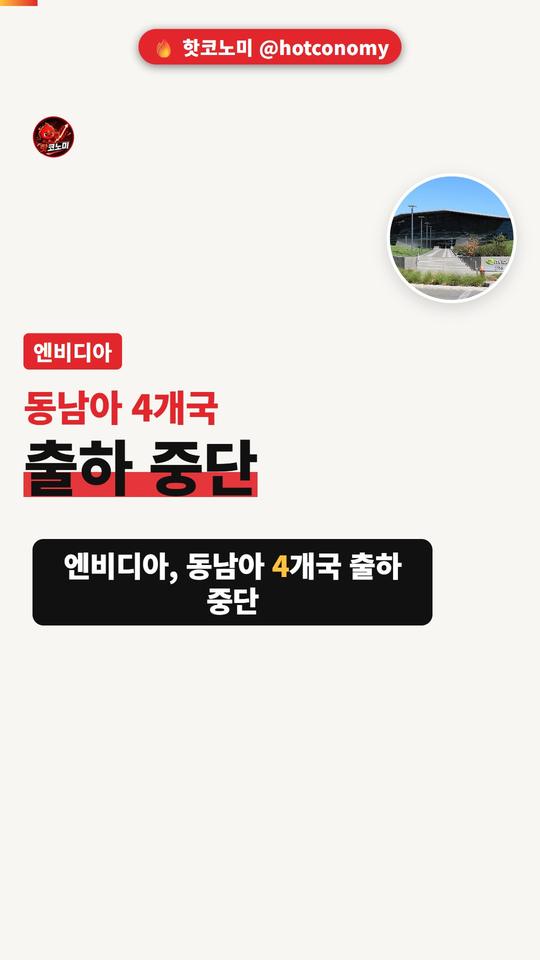 핫코노미 @hotconomy
핫코노미
엔비디아
동남아 4개국
출하 중단
엔비디아, 동남아 4개국 출하
중단